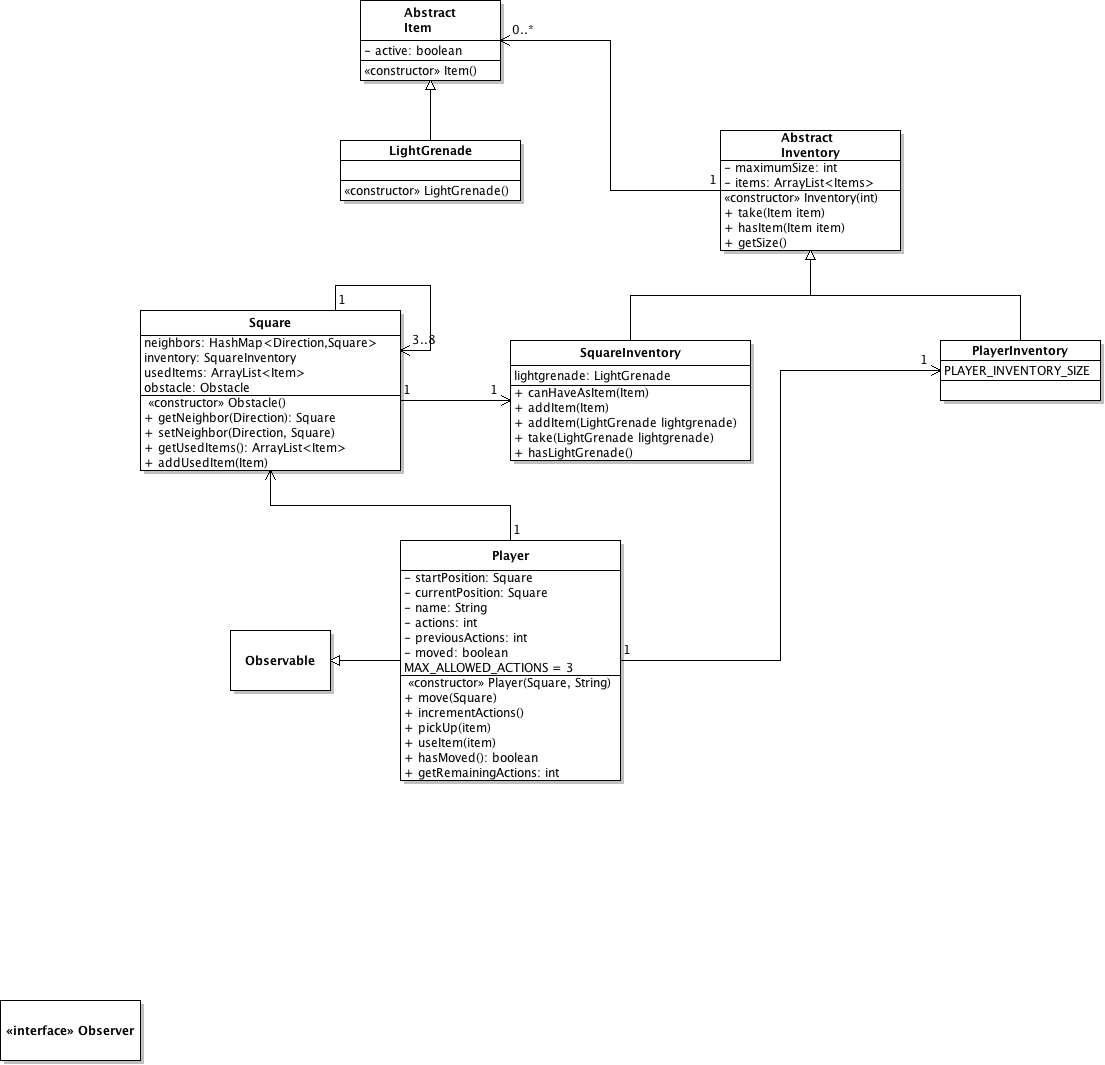 Abstract
Item
- active: boolean
«constructor» Item()
0..*
LightGrenade
«constructor» LightGrenade()
Abstract
Inventory
- maximumSize: int
- items: ArrayList<Items>
«constructor» Inventory(int)
+ take(Item item)
+ hasItem(Item item)
+ getSize()
1
1
3..8
Square
neighbors: HashMap<Direction,Square>
inventory: SquareInventory
usedItems: ArrayList<Item>
obstacle: Obstacle
«constructor» Obstacle()
+ getNeighbor(Direction): Square
+ setNeighbor(Direction, Square)
+ getUsedItems(): ArrayList<Item>
+ addUsedItem(Item)
1
1
SquareInventory
lightgrenade: LightGrenade
+ canHaveAsItem(Item)
+ addItem(Item)
+ addItem(LightGrenade lightgrenade)
+ take(LightGrenade lightgrenade)
+ hasLightGrenade()
1
PlayerInventory
PLAYER_INVENTORY_SIZE
1
Player
- startPosition: Square
- currentPosition: Square
- name: String
- actions: int
- previousActions: int
- moved: boolean
MAX_ALLOWED_ACTIONS = 3
«constructor» Player(Square, String)
+ move(Square)
+ incrementActions()
+ pickUp(item)
+ useItem(item)
+ hasMoved(): boolean
+ getRemainingActions: int
1
Observable
«interface» Observer